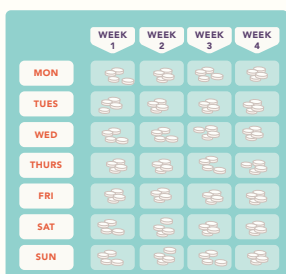 WEEK 1 WEEK 2 WEEK 3 WEEK 4
MON
TUES
WED
THURS
FRI
SAT
SUN